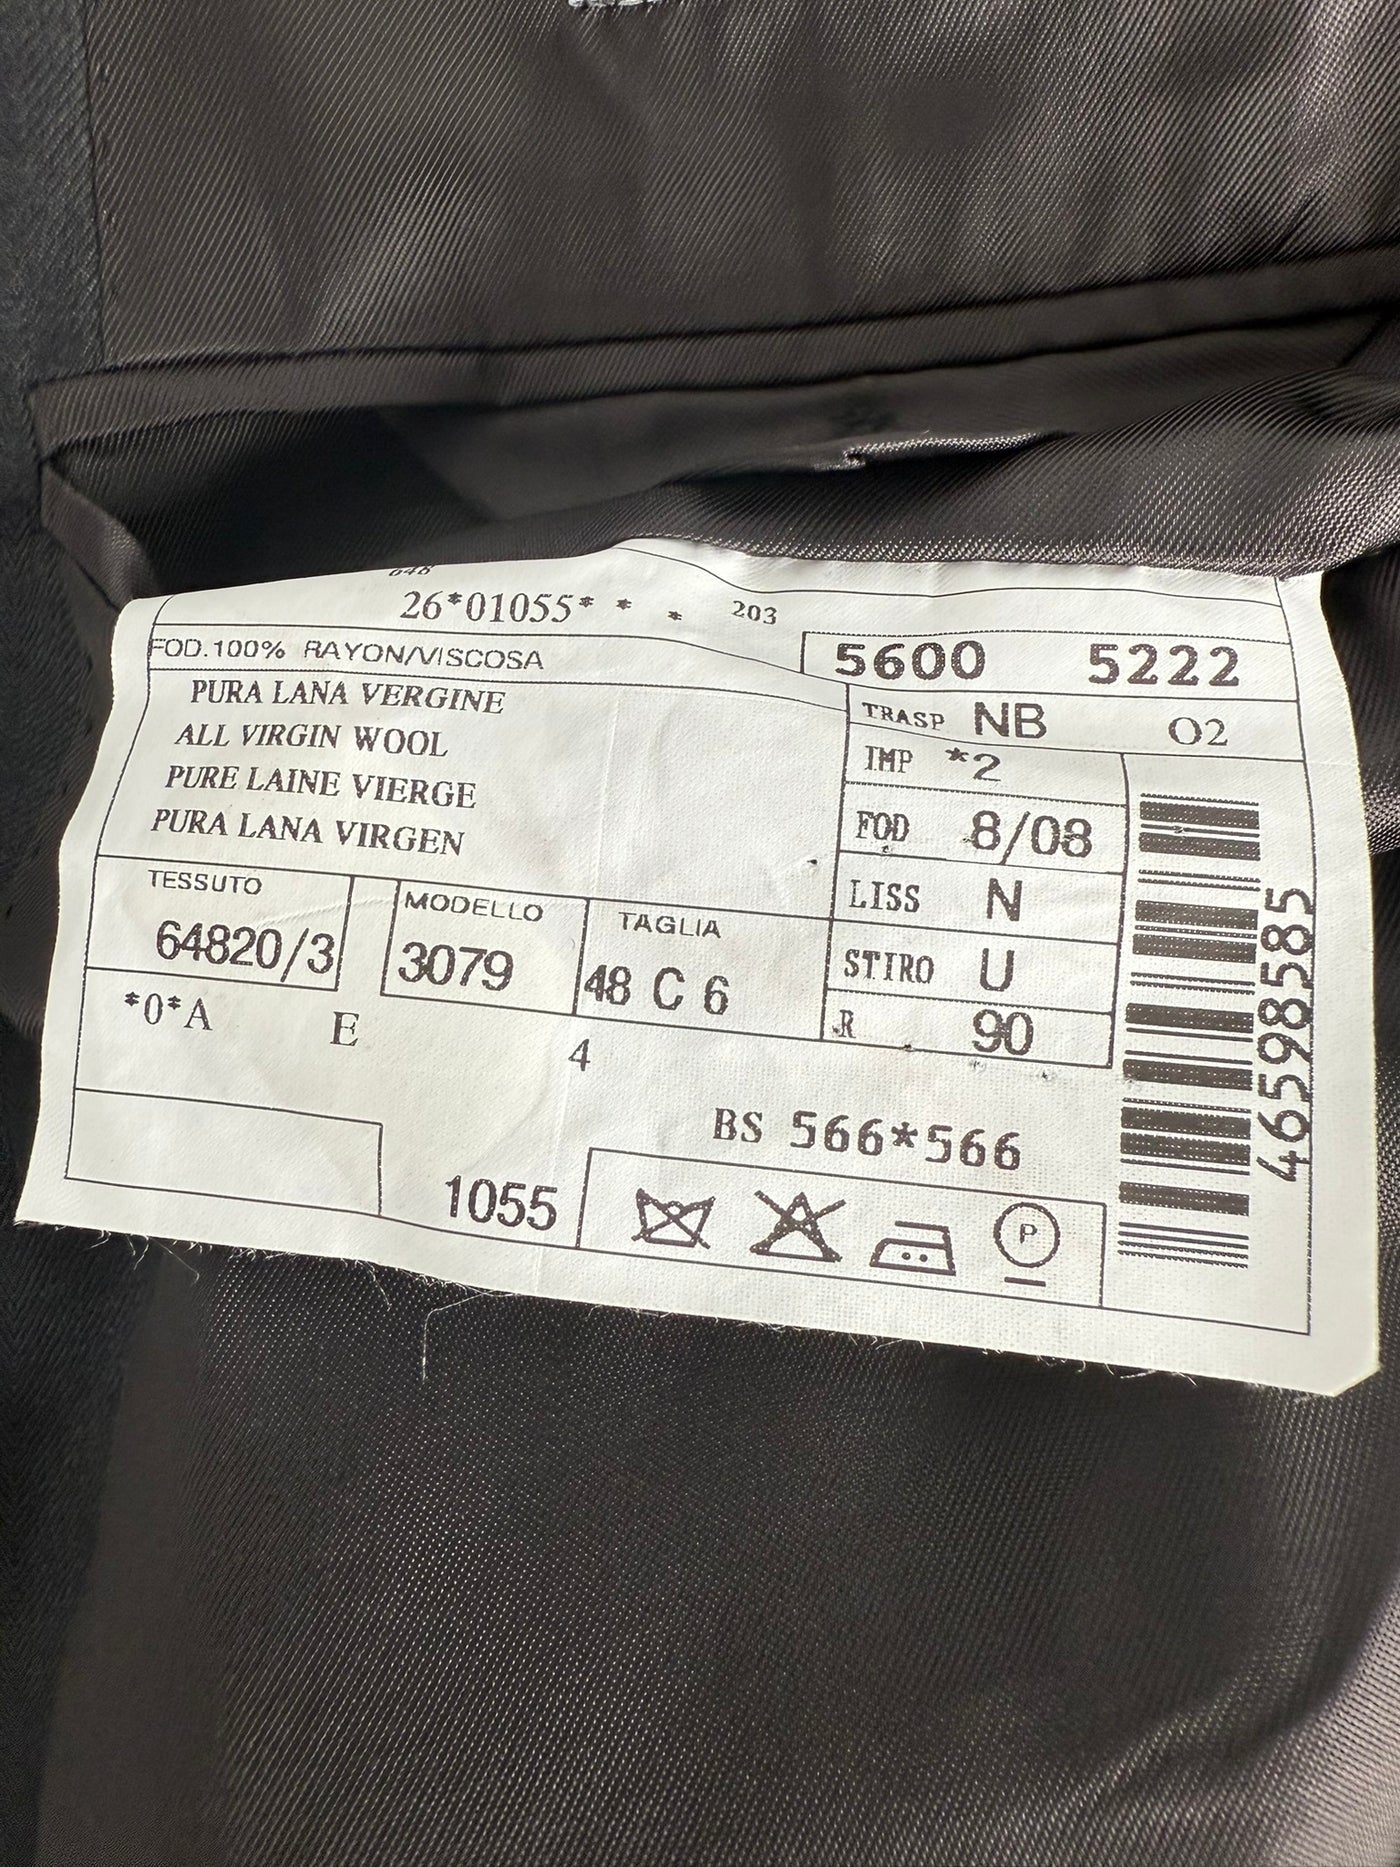 648
26*01055* * * 203
FOD.100% RAYON/VISCOSA
5600 5222
PURA LANA VERGINE
ALL VIRGIN WOOL
PURE LAINE VIERGE
PURA LANA VIRGEN
TRASP NB O2
IMP *2
FOD 8/08
LISS N
STIRO U
R 90
TESSUTO
64820/3
MODELLO
3079
TAGLIA
48 C 6
*0*A E 4
BS 566*566
1055
P
46598585